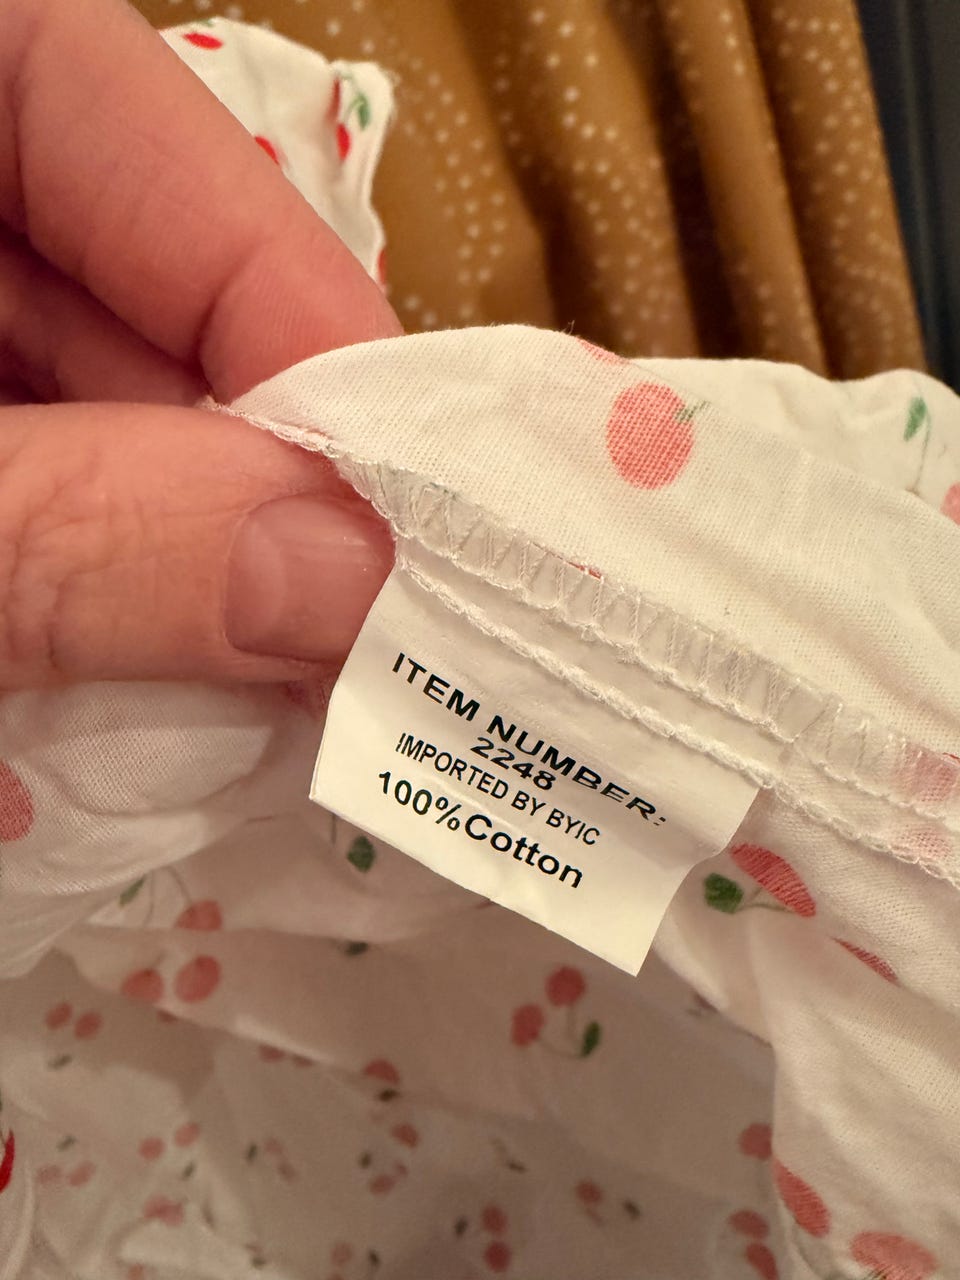 ITEM NUMBER:
2248
IMPORTED BY BYIC
100%Cotton